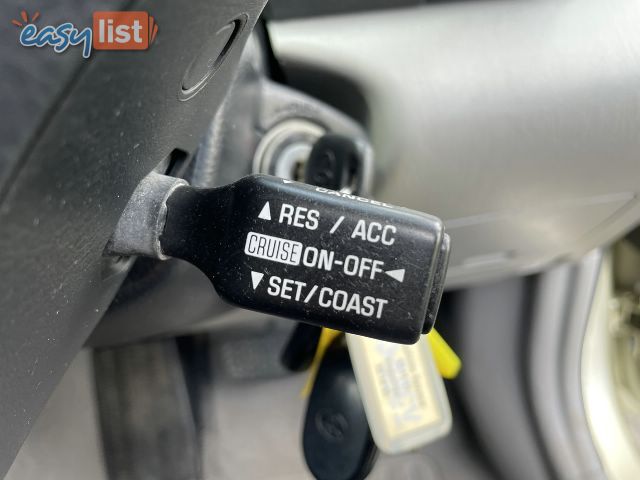 easylist
CANCEL
▲ RES / ACC
CRUISE ON-OFF ◄
▼ SET/COAST